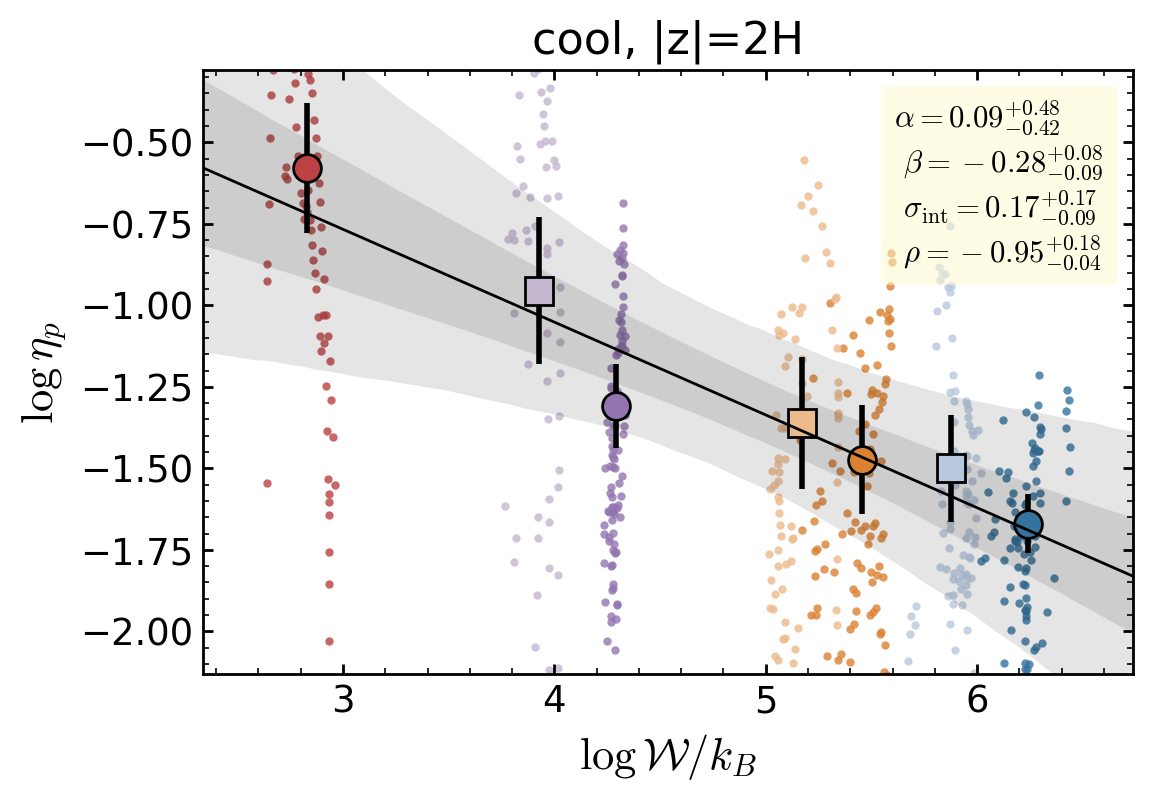 cool, |z|=2H
α = 0.09^{+0.48}_{-0.42}
β = −0.28^{+0.08}_{-0.09}
σ_int = 0.17^{+0.17}_{-0.09}
ρ = −0.95^{+0.18}_{-0.04}
log η_p
−0.50
−0.75
−1.00
−1.25
−1.50
−1.75
−2.00
3 4 5 6
log 𝒲/k_B